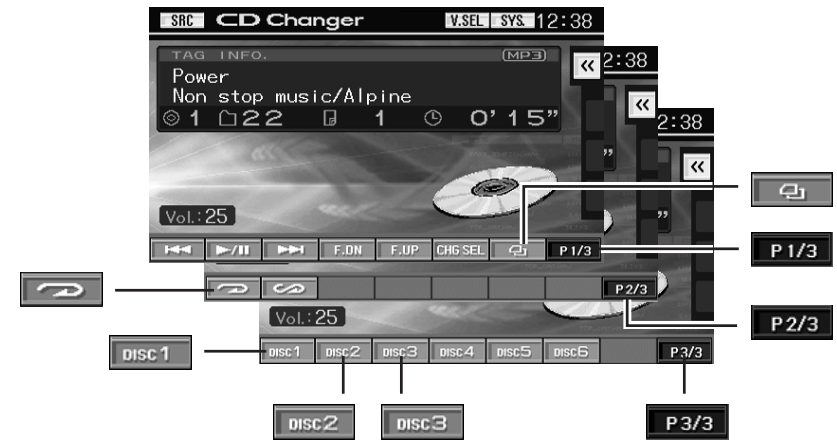 SRC CD Changer V.SEL SYS. 12:38
TAG INFO. MP3
Power
Non stop music/Alpine
1 22 1 0'15"
2:38
"
2:38
"
Vol.: 25
F.DN F.UP CHG SEL P1/3
P1/3
P2/3
P2/3
Vol.: 25
DISC1
DISC1 DISC2 DISC3 DISC4 DISC5 DISC6 P3/3
DISC2 DISC3 P3/3